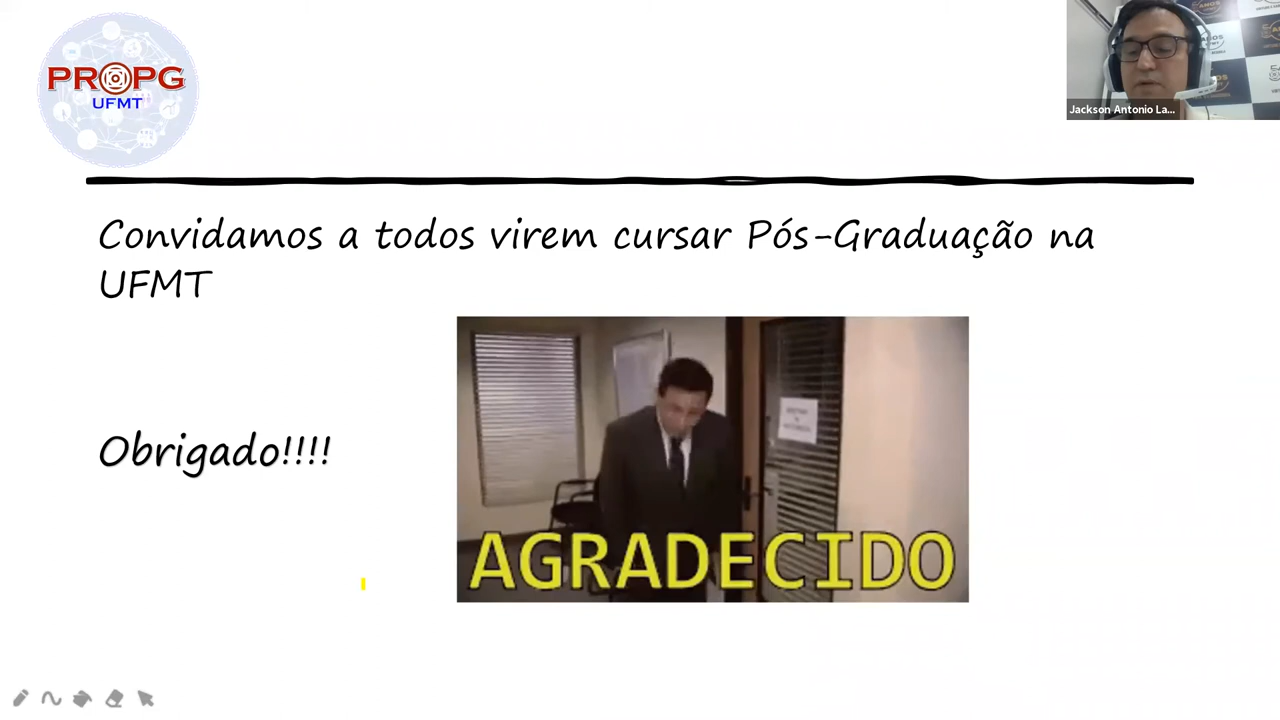 PROPG
UFMT
Jackson Antonio La...
Convidamos a todos virem cursar Pós-Graduação na
UFMT
Obrigado!!!!
AGRADECIDO